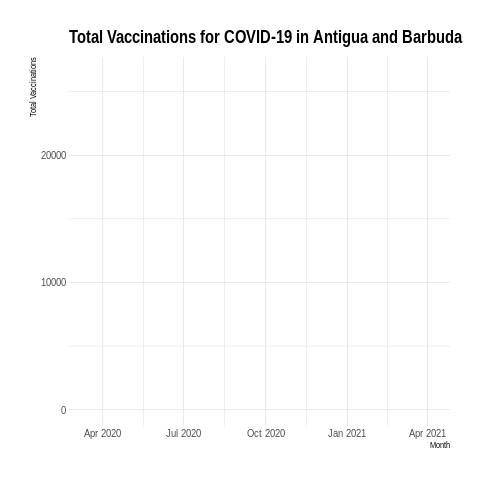 Total Vaccinations for COVID-19 in Antigua and Barbuda
Total Vaccinations
20000
10000
0
Apr 2020 Jul 2020 Oct 2020 Jan 2021 Apr 2021
Month